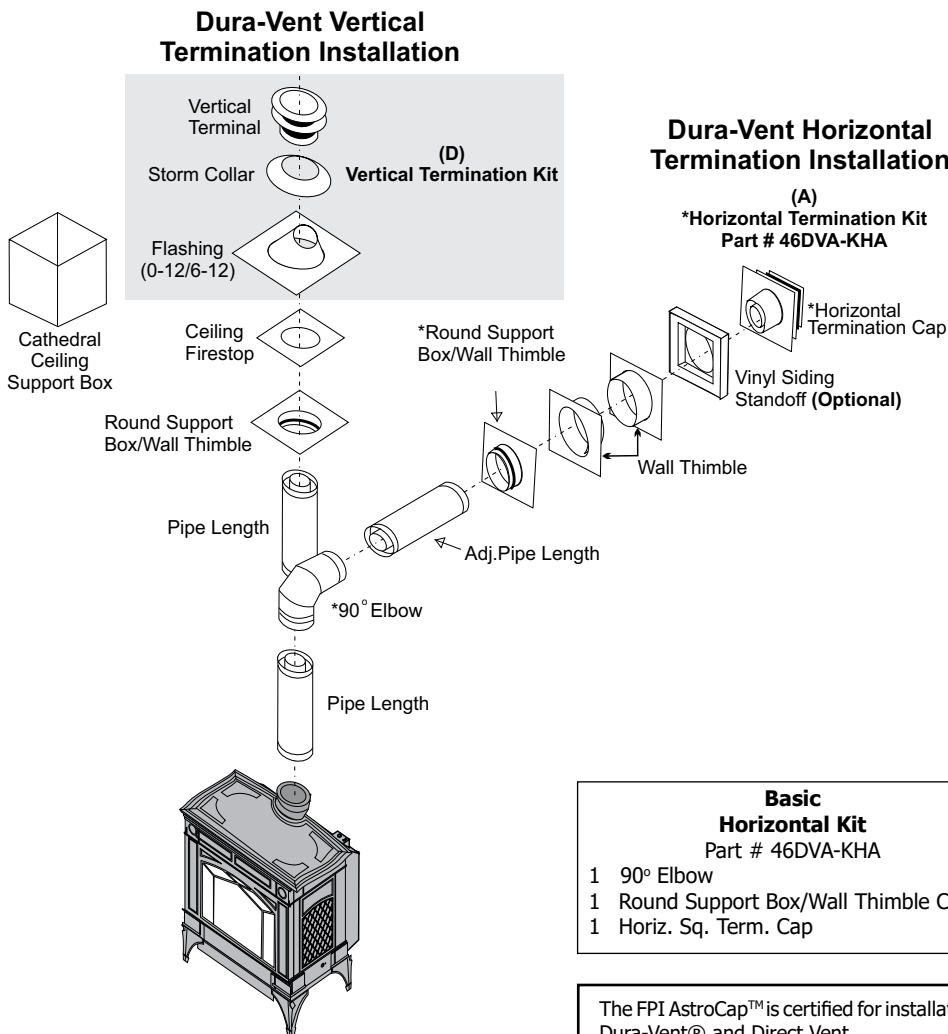 Dura-Vent Vertical
Termination Installation
Vertical
Terminal
Storm Collar
(D)
Vertical Termination Kit
Flashing
(0-12/6-12)
Cathedral
Ceiling
Support Box
Ceiling
Firestop
Round Support
Box/Wall Thimble
Pipe Length
*90° Elbow
Pipe Length
Dura-Vent Horizontal
Termination Installation
(A)
*Horizontal Termination Kit
Part # 46DVA-KHA
*Horizontal
Termination Cap
*Round Support
Box/Wall Thimble
Vinyl Siding
Standoff (Optional)
Wall Thimble
Adj.Pipe Length
Basic
Horizontal Kit
Part # 46DVA-KHA
1 90° Elbow
1 Round Support Box/Wall Thimble
1 Horiz. Sq. Term. Cap
The FPI AstroCap™ is certified for
Dura-Vent® and Direct Vent